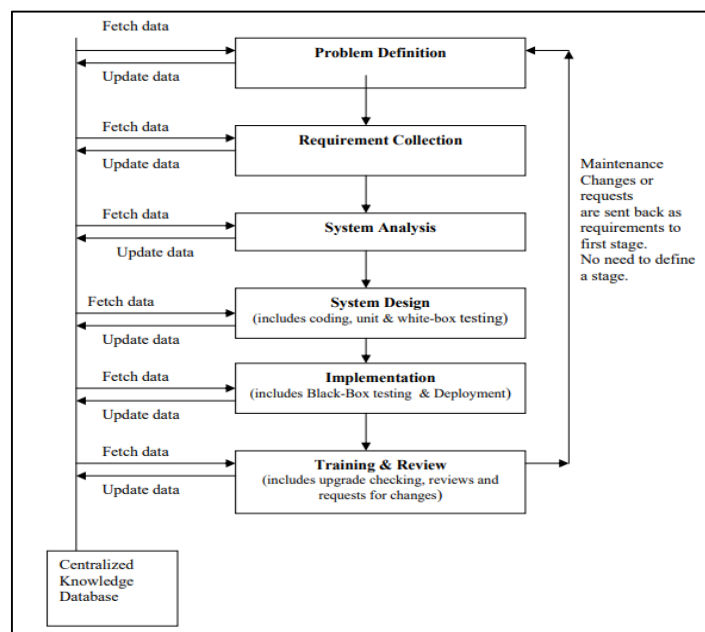 Fetch data
Problem Definition
Update data
Fetch data
Requirement Collection
Update data
Maintenance
Changes or
requests
are sent back as
requirements to
first stage.
No need to define
a stage.
Fetch data
System Analysis
Update data
Fetch data
System Design
(includes coding, unit & white-box testing)
Update data
Fetch data
Implementation
(includes Black-Box testing & Deployment)
Update data
Fetch data
Training & Review
(includes upgrade checking, reviews and
requests for changes)
Update data
Centralized
Knowledge
Database